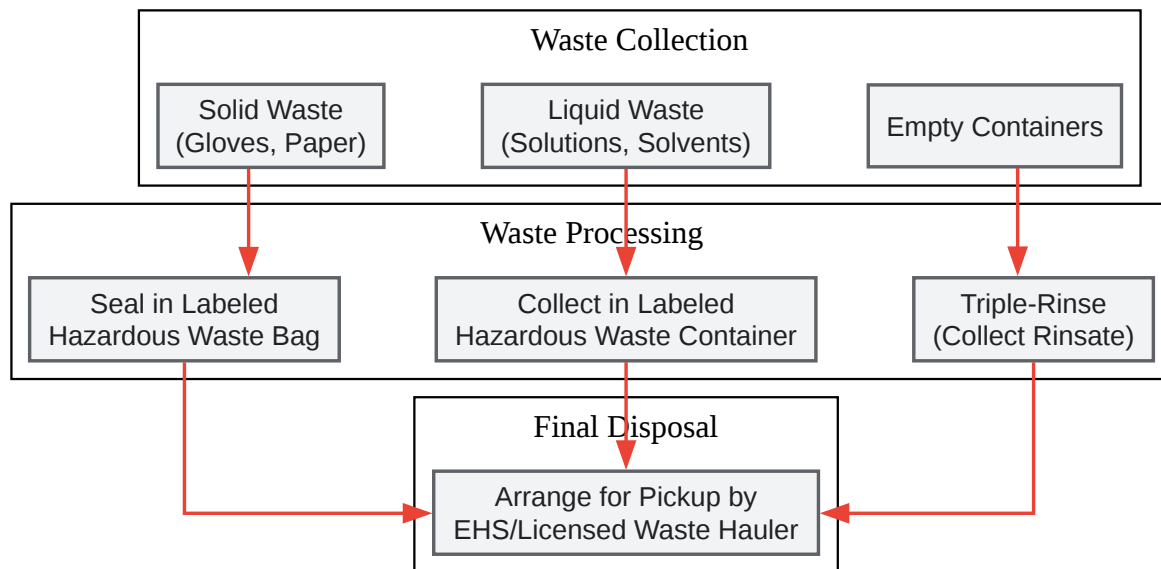 Waste Collection
Solid Waste
(Gloves, Paper)
Liquid Waste
(Solutions, Solvents)
Empty Containers
Waste Processing
Seal in Labeled
Hazardous Waste Bag
Collect in Labeled
Hazardous Waste Container
Triple-Rinse
(Collect Rinsate)
Final Disposal
Arrange for Pickup by
EHS/Licensed Waste Hauler